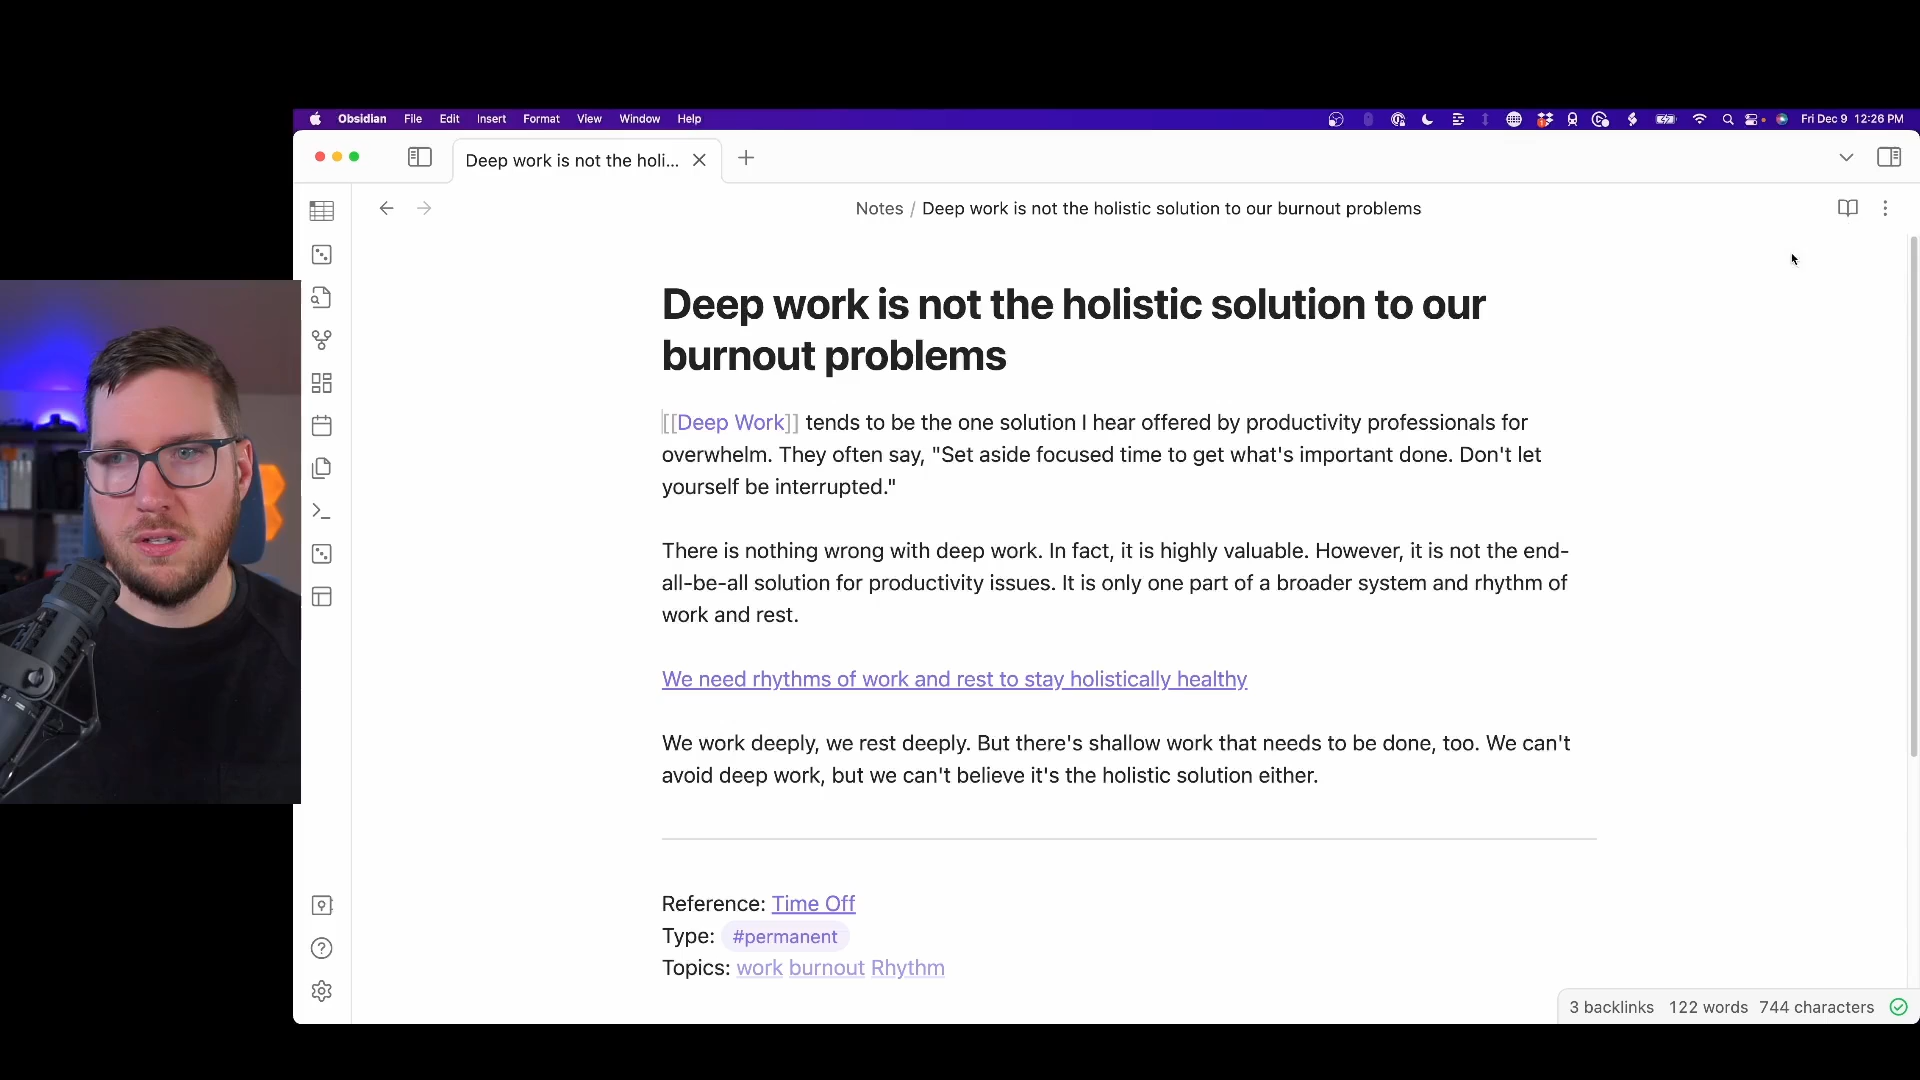 Obsidian File Edit Insert Format View Window Help Fri Dec 9 12:26 PM
Deep work is not the holi...
Notes / Deep work is not the holistic solution to our burnout problems
Deep work is not the holistic solution to our
burnout problems
[[Deep Work]] tends to be the one solution I hear offered by productivity professionals for
overwhelm. They often say, "Set aside focused time to get what's important done. Don't let
yourself be interrupted."
There is nothing wrong with deep work. In fact, it is highly valuable. However, it is not the end-
all-be-all solution for productivity issues. It is only one part of a broader system and rhythm of
work and rest.
We need rhythms of work and rest to stay holistically healthy
We work deeply, we rest deeply. But there's shallow work that needs to be done, too. We can't
avoid deep work, but we can't believe it's the holistic solution either.
Reference: Time Off
Type: #permanent
Topics: work burnout Rhythm
3 backlinks 122 words 744 characters